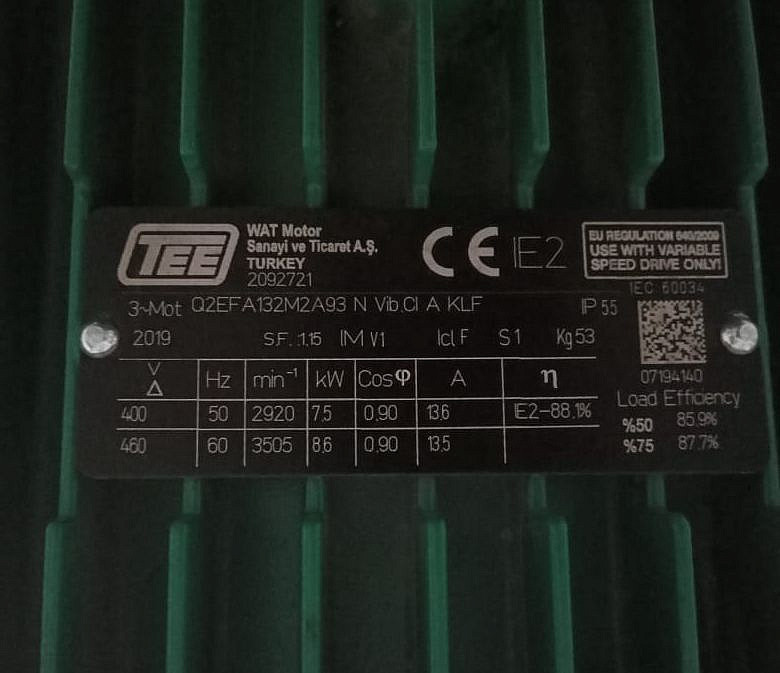 TEE
WAT Motor
Sanayi ve Ticaret A.Ş.
TURKEY
2092721
CE IE2
EU REGULATION 640/2009
USE WITH VARIABLE
SPEED DRIVE ONLY!
IEC 60034
3~Mot Q2EFA132M2A93 N Vib.Cl A KLF IP 55
2019 S.F. :1.15 IM V1 Icl F S1 Kg 53
07194140
V Δ Hz min⁻¹ kW Cosφ A η
400 50 2920 7.5 0.90 13.6 IE2-88.1%
460 60 3505 8.6 0.90 13.5
Load Efficiency
%50 85.9%
%75 87.7%